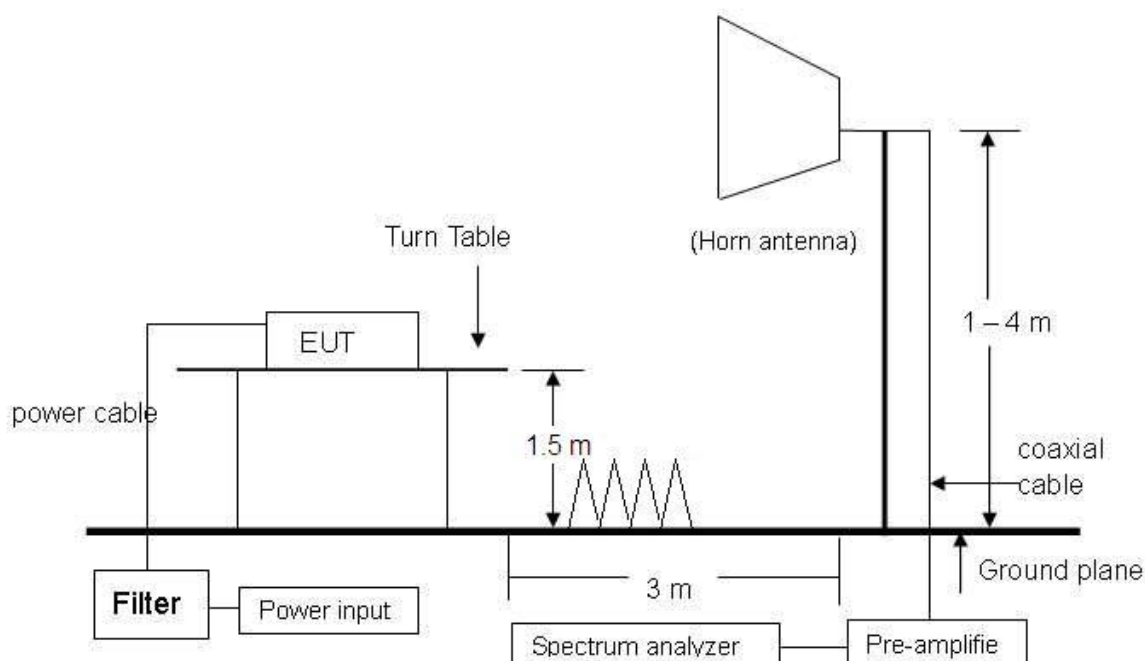 (Horn antenna)
Turn Table
1 – 4 m
EUT
power cable
1.5 m
coaxial
cable
3 m
Ground plane
Filter
Power input
Spectrum analyzer
Pre-amplifie